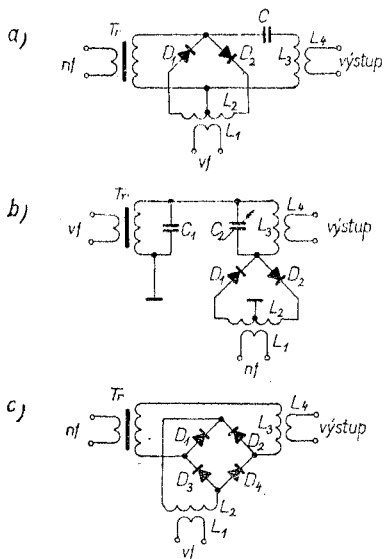 a)
Tr
nf
D1
D2
C
L3
L4
výstup
L2
L1
vf
b)
Tr.
vf
C1
C2
L3
L4
výstup
D1
D2
L2
L1
nf
c)
Tr
nf
D1
D2
D3
D4
L3
L4
výstup
L2
L1
vf